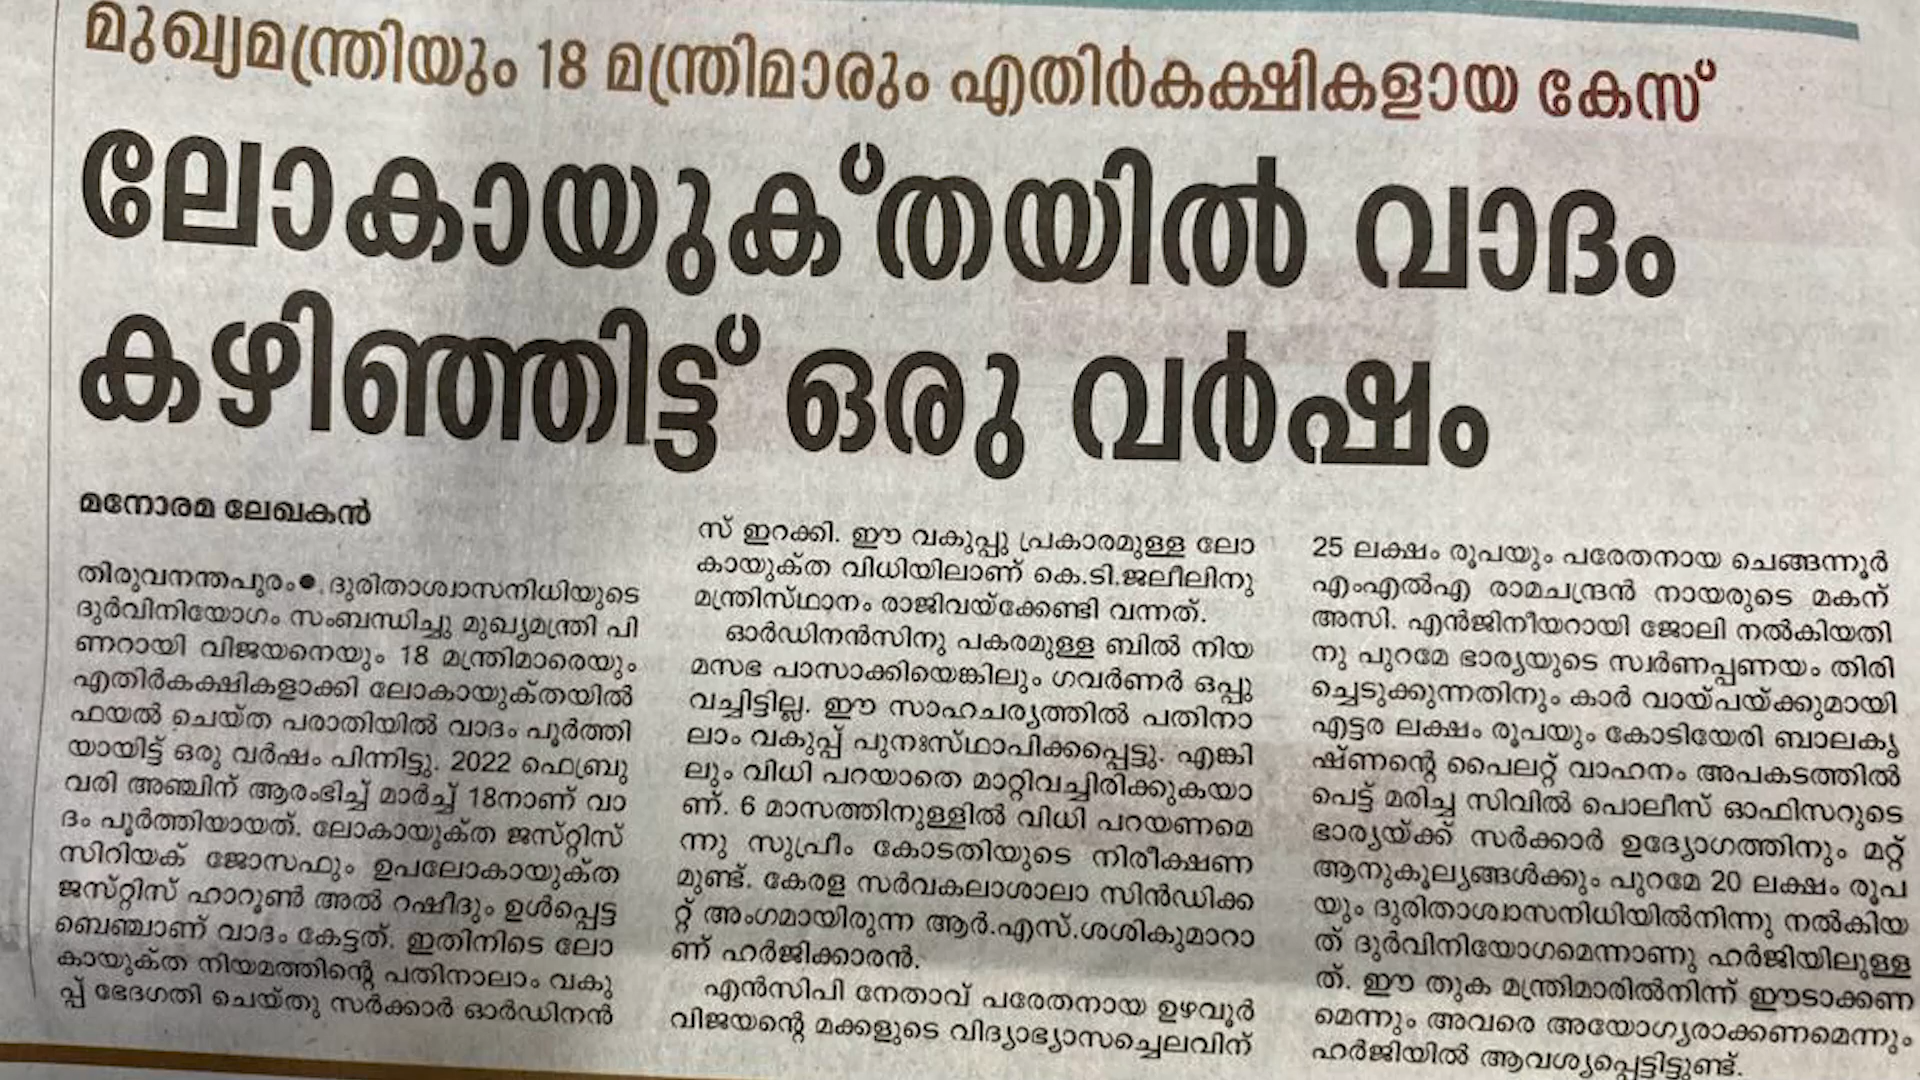 മുഖ്യമന്ത്രിയും 18 മന്ത്രിമാരും എതിർകക്ഷികളായ കേസ്
ലോകായുക്തയിൽ വാദം
കഴിഞ്ഞിട്ട് ഒരു വർഷം
മനോരമ ലേഖകൻ
തിരുവനന്തപുരം●ദുരിതാശ്വാസനിധിയുടെ
ദുർവിനിയോഗം സംബന്ധിച്ചു മുഖ്യമന്ത്രി പി
ണറായി വിജയനെയും 18 മന്ത്രിമാരെയും
എതിർകക്ഷികളാക്കി ലോകായുക്തയിൽ
ഫയൽ ചെയ്ത പരാതിയിൽ വാദം പൂർത്തി
യായിട്ട് ഒരു വർഷം പിന്നിട്ടു. 2022 ഫെബ്രു
വരി അഞ്ചിന് ആരംഭിച്ച് മാർച്ച് 18നാണ് വാ
ദം പൂർത്തിയായത്. ലോകായുക്ത ജസ്റ്റിസ്
സിറിയക് ജോസഫും ഉപലോകായുക്ത
ജസ്റ്റിസ് ഹാറൂൺ അൽ റഷീദും ഉൾപ്പെട്ട
ബെഞ്ചാണ് വാദം കേട്ടത്. ഇതിനിടെ ലോ
കായുക്ത നിയമത്തിന്റെ പതിനാലാം വകു
പ്പ് ഭേദഗതി ചെയ്തു സർക്കാർ ഓർഡിനൻ
സ് ഇറക്കി. ഈ വകുപ്പു പ്രകാരമുള്ള ലോ
കായുക്ത വിധിയിലാണ് കെ.ടി.ജലീലിനു
മന്ത്രിസ്ഥാനം രാജിവയ്ക്കേണ്ടി വന്നത്.
ഓർഡിനൻസിനു പകരമുള്ള ബിൽ നിയ
മസഭ പാസാക്കിയെങ്കിലും ഗവർണർ ഒപ്പു
വച്ചിട്ടില്ല. ഈ സാഹചര്യത്തിൽ പതിനാ
ലാം വകുപ്പ് പുനഃസ്ഥാപിക്കപ്പെട്ടു. എങ്കി
ലും വിധി പറയാതെ മാറ്റിവച്ചിരിക്കുകയാ
ണ്. 6 മാസത്തിനുള്ളിൽ വിധി പറയണമെ
ന്നു സുപ്രീം കോടതിയുടെ നിരീക്ഷണ
മുണ്ട്. കേരള സർവകലാശാലാ സിൻഡിക്ക
റ്റ് അംഗമായിരുന്ന ആർ.എസ്.ശശികുമാറാ
ണ് ഹർജിക്കാരൻ.
എൻസിപി നേതാവ് പരേതനായ ഉഴവൂർ
വിജയന്റെ മക്കളുടെ വിദ്യാഭ്യാസച്ചെലവിന്
25 ലക്ഷം രൂപയും പരേതനായ ചെങ്ങന്നൂർ
എംഎൽഎ രാമചന്ദ്രൻ നായരുടെ മകന്
അസി. എൻജിനീയറായി ജോലി നൽകിയതി
നു പുറമേ ഭാര്യയുടെ സ്വർണപ്പണയം തിരി
ച്ചെടുക്കുന്നതിനും കാർ വായ്പയ്ക്കുമായി
എട്ടര ലക്ഷം രൂപയും കോടിയേരി ബാലകൃ
ഷ്ണന്റെ പൈലറ്റ് വാഹനം അപകടത്തിൽ
പെട്ട് മരിച്ച സിവിൽ പൊലീസ് ഓഫിസറുടെ
ഭാര്യയ്ക്ക് സർക്കാർ ഉദ്യോഗത്തിനും മറ്റ്
ആനുകൂല്യങ്ങൾക്കും പുറമേ 20 ലക്ഷം രൂപ
യും ദുരിതാശ്വാസനിധിയിൽനിന്നു നൽകിയ
ത് ദുർവിനിയോഗമെന്നാണു ഹർജിയിലുള്ള
ത്. ഈ തുക മന്ത്രിമാരിൽനിന്ന് ഈടാക്കണ
മെന്നും അവരെ അയോഗ്യരാക്കണമെന്നും
ഹർജിയിൽ ആവശ്യപ്പെട്ടിട്ടുണ്ട്.